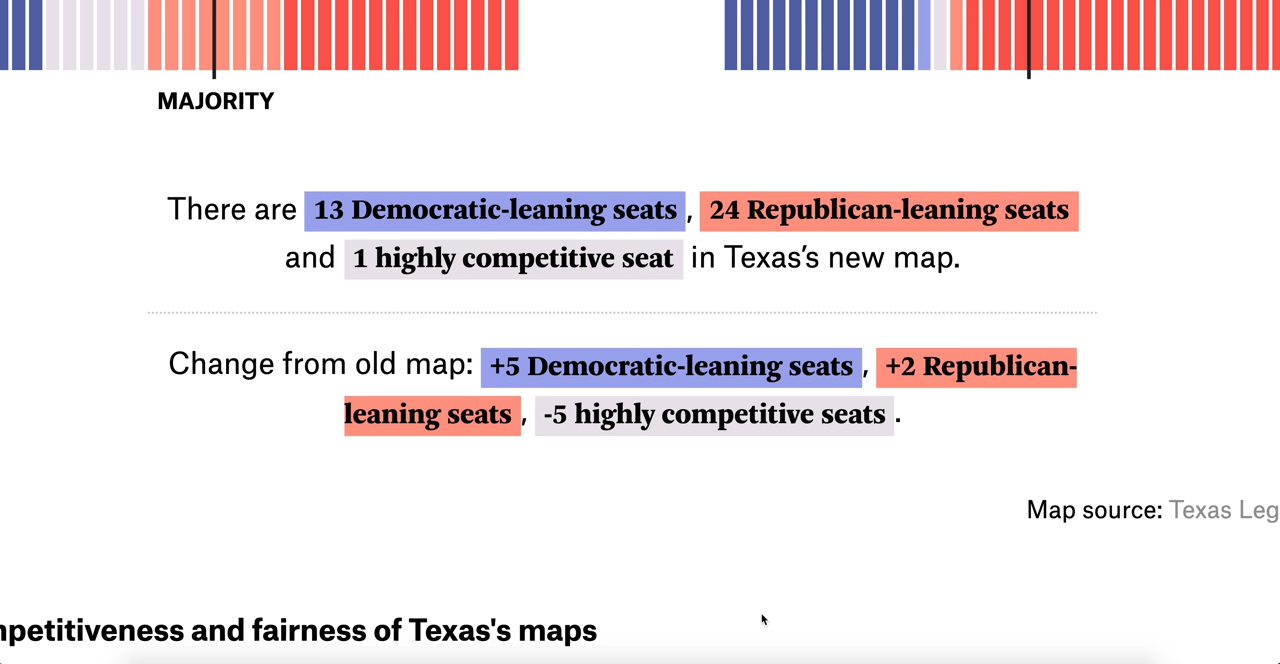 MAJORITY
There are 13 Democratic-leaning seats, 24 Republican-leaning seats
and 1 highly competitive seat in Texas’s new map.
Change from old map: +5 Democratic-leaning seats, +2 Republican-
leaning seats, -5 highly competitive seats.
Map source: Texas Leg
mpetitiveness and fairness of Texas's maps